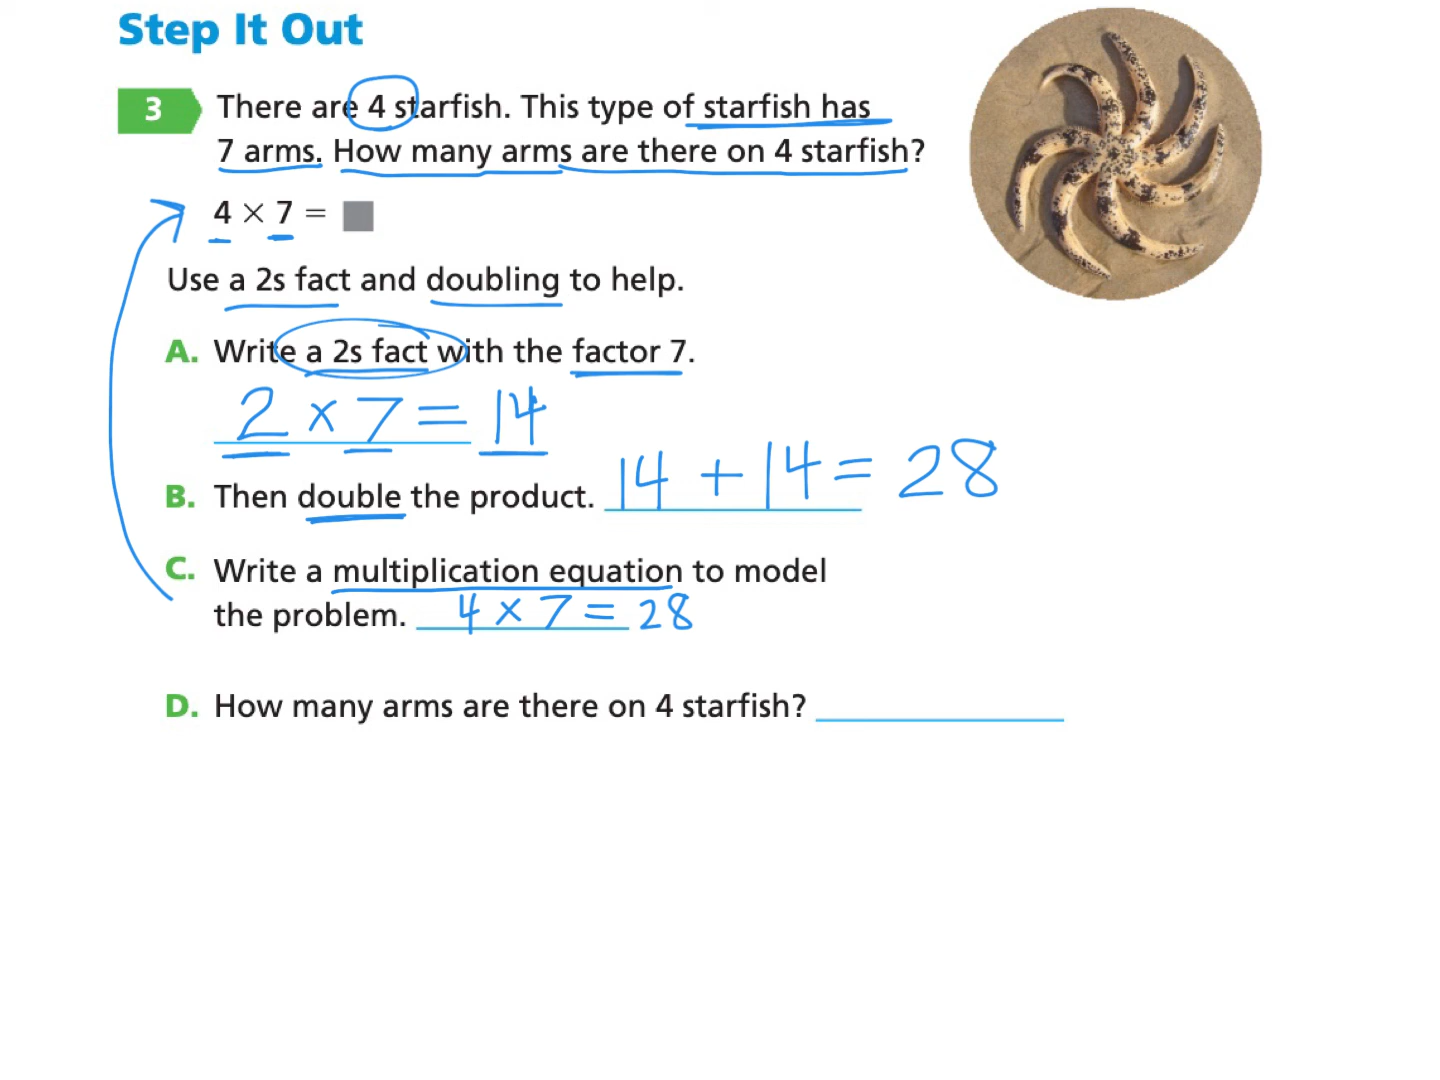 Step It Out
3 There are 4 starfish. This type of starfish has
7 arms. How many arms are there on 4 starfish?
4 × 7 =
Use a 2s fact and doubling to help.
A. Write a 2s fact with the factor 7.
2 × 7 = 14
B. Then double the product. 14 + 14 = 28
C. Write a multiplication equation to model
the problem. 4 × 7 = 28
D. How many arms are there on 4 starfish?